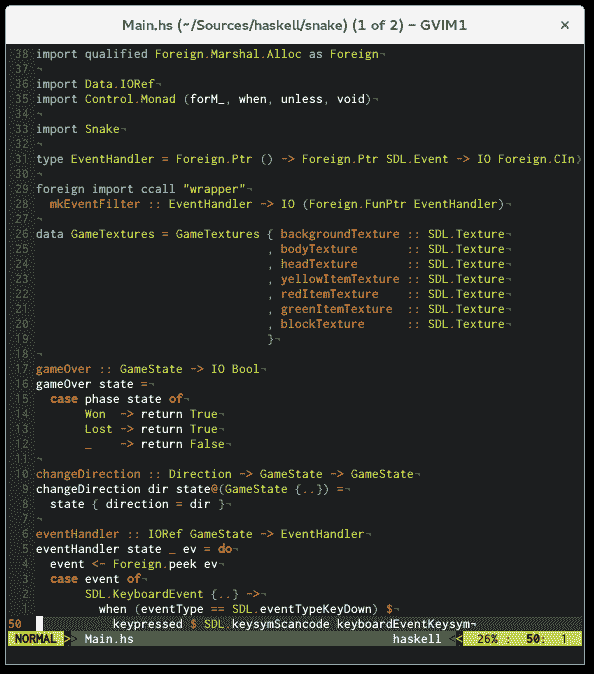 Main.hs (~/Sources/haskell/snake) (1 of 2) – GVIM1 ×
38 import qualified Foreign.Marshal.Alloc as Foreign¬
37 ¬
36 import Data.IORef¬
35 import Control.Monad (forM_, when, unless, void)¬
34 ¬
33 import Snake¬
32 ¬
31 type EventHandler = Foreign.Ptr () -> Foreign.Ptr SDL.Event -> IO Foreign.CIn›
30 ¬
29 foreign import ccall "wrapper"¬
28   mkEventFilter :: EventHandler -> IO (Foreign.FunPtr EventHandler)¬
27 ¬
26 data GameTextures = GameTextures { backgroundTexture :: SDL.Texture¬
25                                  , bodyTexture       :: SDL.Texture¬
24                                  , headTexture       :: SDL.Texture¬
23                                  , yellowItemTexture :: SDL.Texture¬
22                                  , redItemTexture    :: SDL.Texture¬
21                                  , greenItemTexture  :: SDL.Texture¬
20                                  , blockTexture      :: SDL.Texture¬
19                                  }¬
18 ¬
17 gameOver :: GameState -> IO Bool¬
16 gameOver state =¬
15   case phase state of¬
14        Won  -> return True¬
13        Lost -> return True¬
12        _    -> return False¬
11 ¬
10 changeDirection :: Direction -> GameState -> GameState¬
9 changeDirection dir state@(GameState {..}) =¬
8   state { direction = dir }¬
7 ¬
6 eventHandler :: IORef GameState -> EventHandler¬
5 eventHandler state _ ev = do¬
4   event <- Foreign.peek ev¬
3   case event of¬
2        SDL.KeyboardEvent {..} ->¬
1          when (eventType == SDL.eventTypeKeyDown) $¬
50            keypressed $ SDL.keysymScancode keyboardEventKeysym¬
NORMAL >> Main.hs haskell << 26% : 50: 1